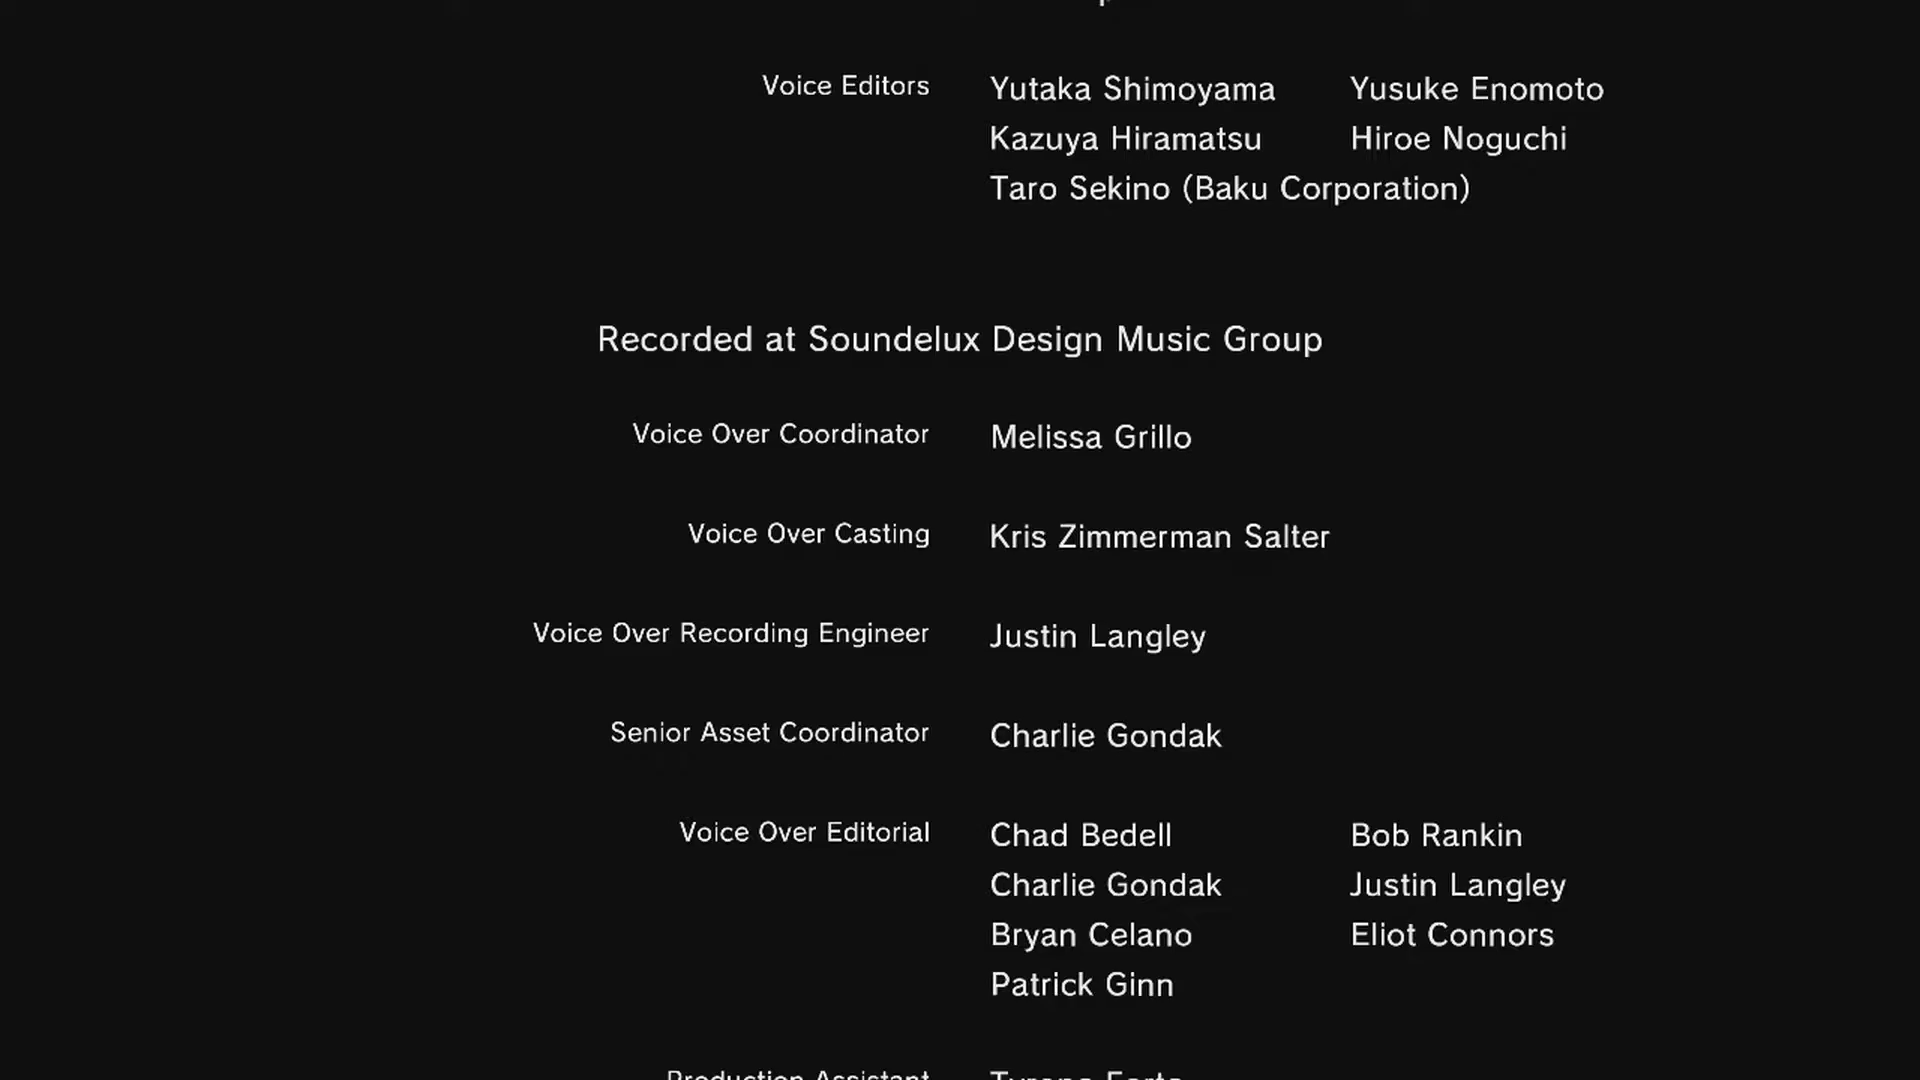 Voice Editors Yutaka Shimoyama Yusuke Enomoto
Kazuya Hiramatsu Hiroe Noguchi
Taro Sekino (Baku Corporation)
Recorded at Soundelux Design Music Group
Voice Over Coordinator Melissa Grillo
Voice Over Casting Kris Zimmerman Salter
Voice Over Recording Engineer Justin Langley
Senior Asset Coordinator Charlie Gondak
Voice Over Editorial Chad Bedell Bob Rankin
Charlie Gondak Justin Langley
Bryan Celano Eliot Connors
Patrick Ginn
Production Assistant